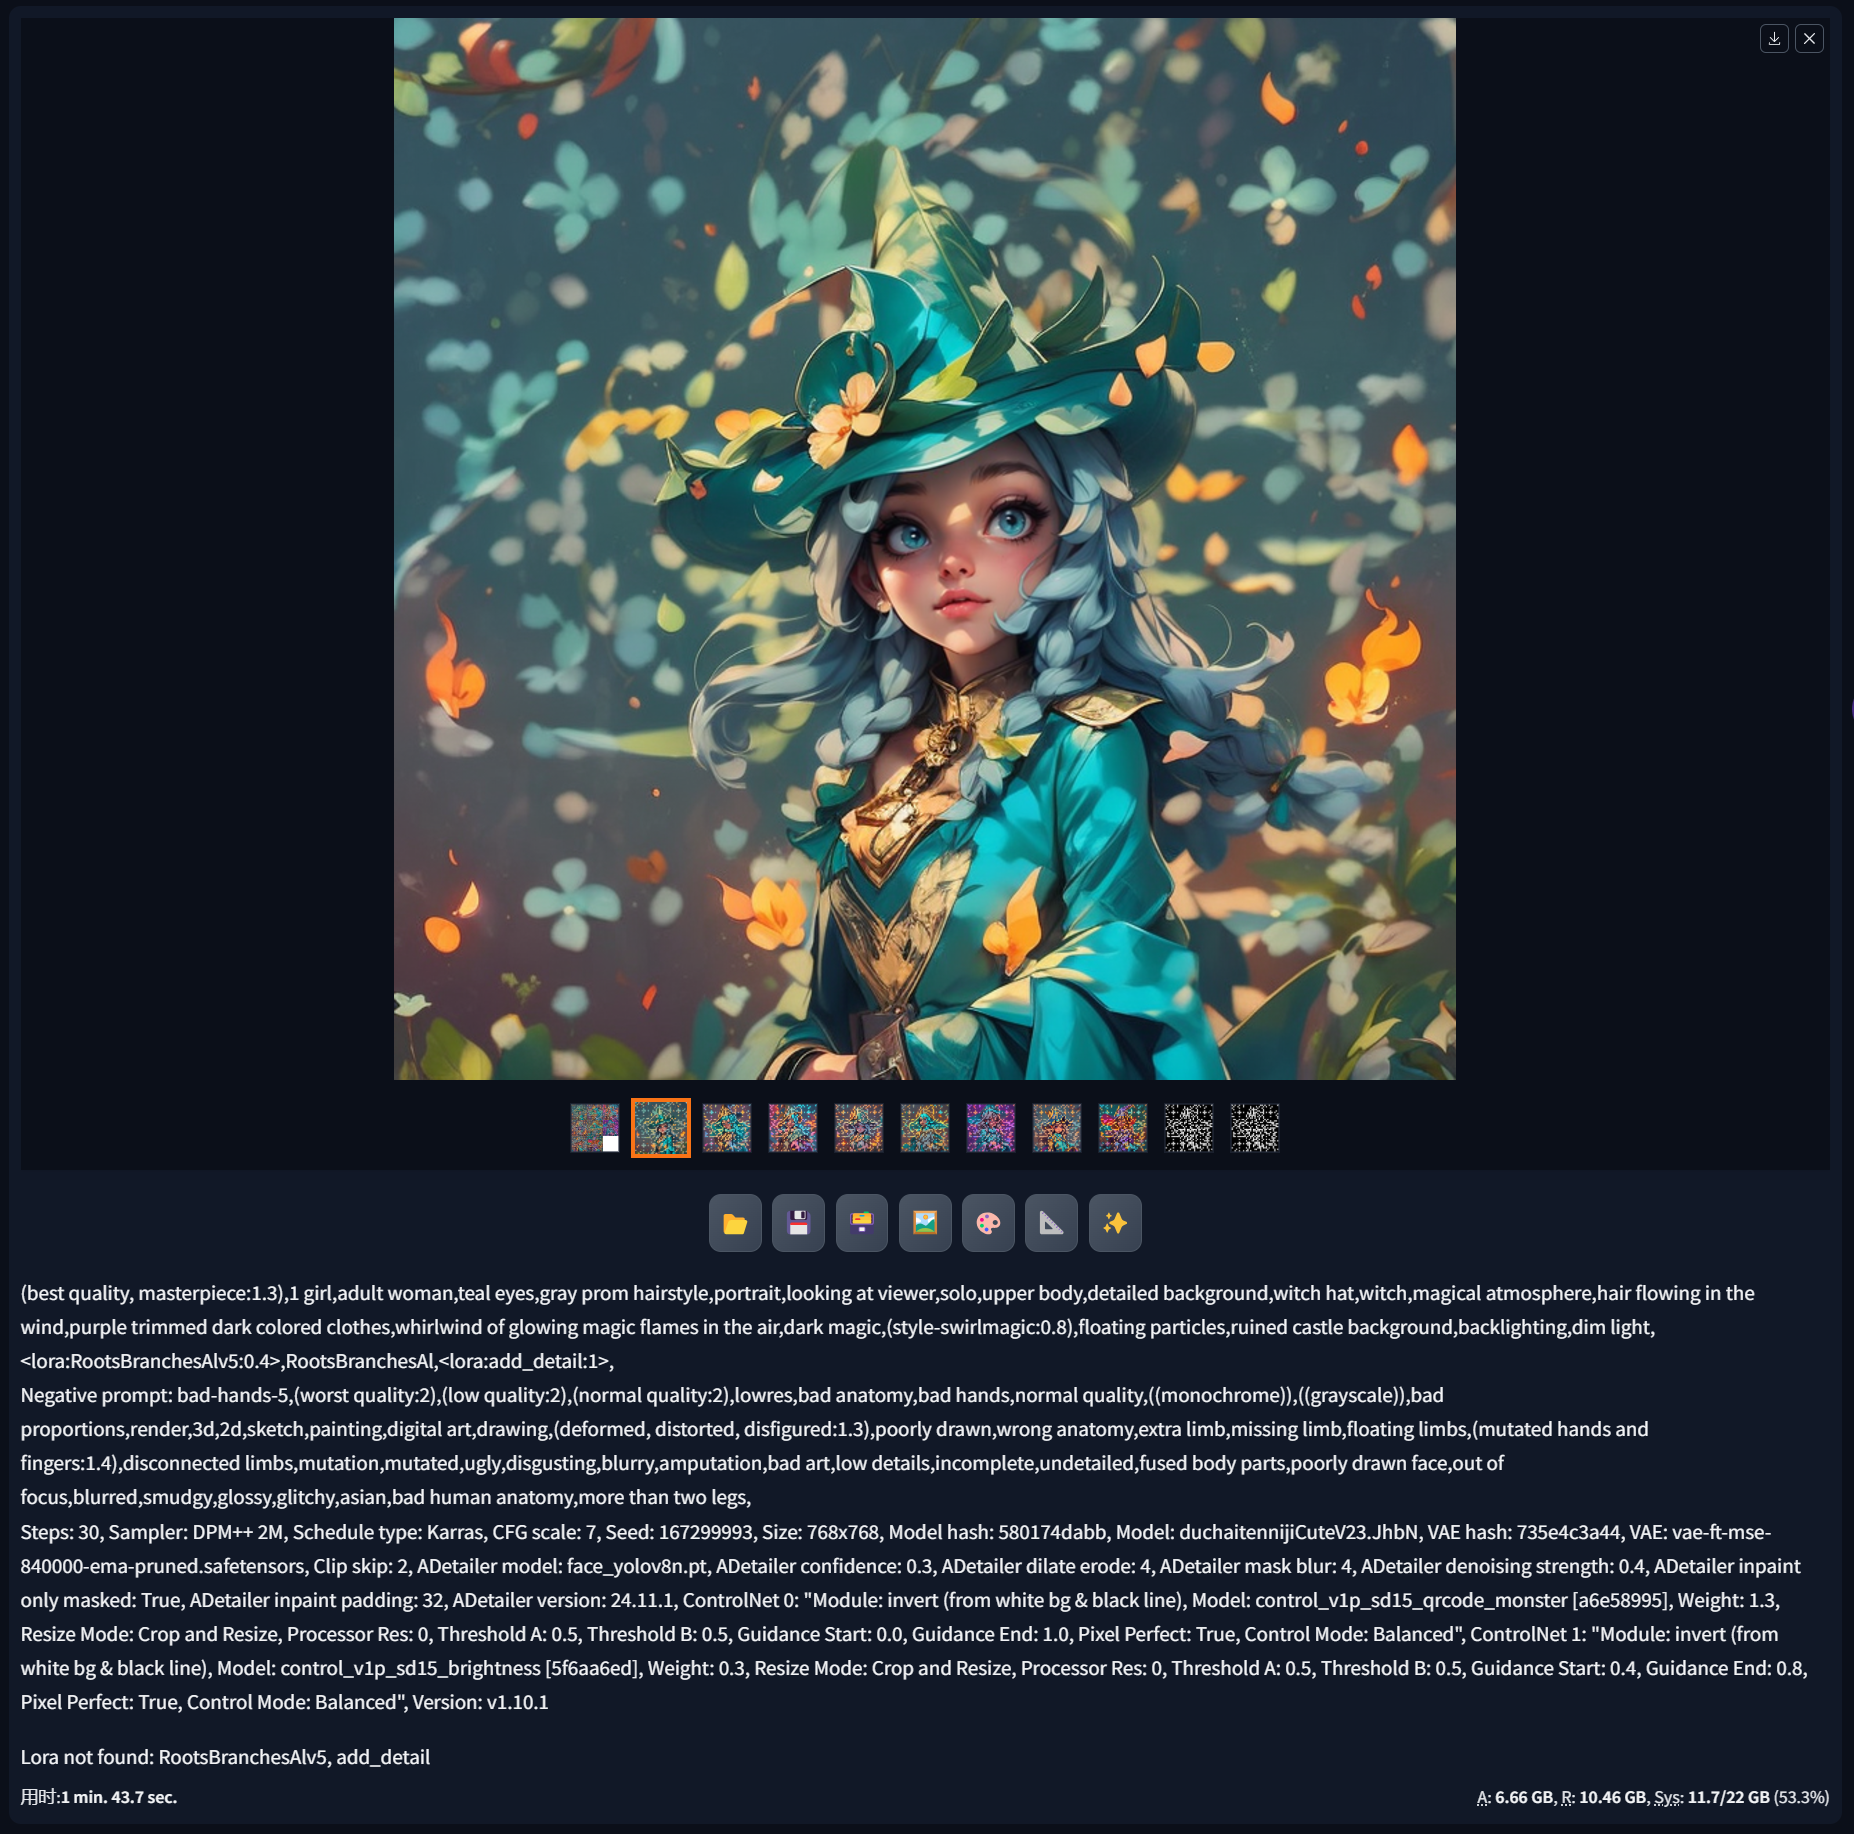 (best quality, masterpiece:1.3),1 girl,adult woman,teal eyes,gray prom hairstyle,portrait,looking at viewer,solo,upper body,detailed background,witch hat,witch,magical atmosphere,hair flowing in the
wind,purple trimmed dark colored clothes,whirlwind of glowing magic flames in the air,dark magic,(style-swirlmagic:0.8),floating particles,ruined castle background,backlighting,dim light,
<lora:RootsBranchesAlv5:0.4>,RootsBranchesAl,<lora:add_detail:1>,
Negative prompt: bad-hands-5,(worst quality:2),(low quality:2),(normal quality:2),lowres,bad anatomy,bad hands,normal quality,((monochrome)),((grayscale)),bad
proportions,render,3d,2d,sketch,painting,digital art,drawing,(deformed, distorted, disfigured:1.3),poorly drawn,wrong anatomy,extra limb,missing limb,floating limbs,(mutated hands and
fingers:1.4),disconnected limbs,mutation,mutated,ugly,disgusting,blurry,amputation,bad art,low details,incomplete,undetailed,fused body parts,poorly drawn face,out of
focus,blurred,smudgy,glossy,glitchy,asian,bad human anatomy,more than two legs,
Steps: 30, Sampler: DPM++ 2M, Schedule type: Karras, CFG scale: 7, Seed: 167299993, Size: 768x768, Model hash: 580174dabb, Model: duchaitennijiCuteV23.JhbN, VAE hash: 735e4c3a44, VAE: vae-ft-mse-
840000-ema-pruned.safetensors, Clip skip: 2, ADetailer model: face_yolov8n.pt, ADetailer confidence: 0.3, ADetailer dilate erode: 4, ADetailer mask blur: 4, ADetailer denoising strength: 0.4, ADetailer inpaint
only masked: True, ADetailer inpaint padding: 32, ADetailer version: 24.11.1, ControlNet 0: "Module: invert (from white bg & black line), Model: control_v1p_sd15_qrcode_monster [a6e58995], Weight: 1.3,
Resize Mode: Crop and Resize, Processor Res: 0, Threshold A: 0.5, Threshold B: 0.5, Guidance Start: 0.0, Guidance End: 1.0, Pixel Perfect: True, Control Mode: Balanced", ControlNet 1: "Module: invert (from
white bg & black line), Model: control_v1p_sd15_brightness [5f6aa6ed], Weight: 0.3, Resize Mode: Crop and Resize, Processor Res: 0, Threshold A: 0.5, Threshold B: 0.5, Guidance Start: 0.4, Guidance End: 0.8,
Pixel Perfect: True, Control Mode: Balanced", Version: v1.10.1
Lora not found: RootsBranchesAlv5, add_detail
用时:1 min. 43.7 sec.
A: 6.66 GB, R: 10.46 GB, Sys: 11.7/22 GB (53.3%)